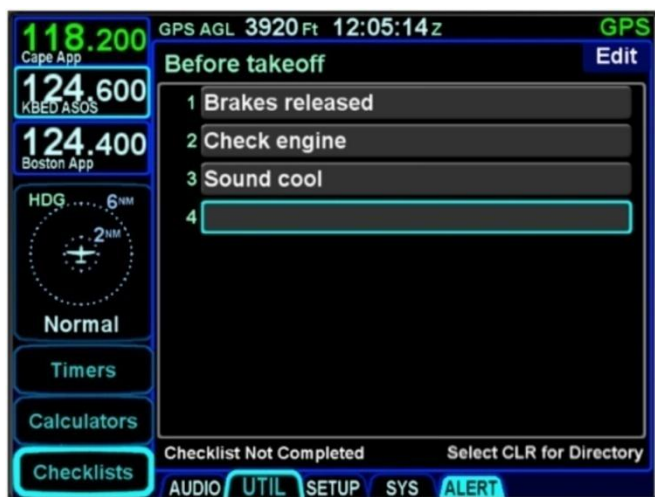 118.200 GPS AGL 3920 Ft 12:05:14 Z GPS
Cape App
Before takeoff Edit
124.600
KBED ASOS
1 Brakes released
124.400
Boston App
2 Check engine
3 Sound cool
HDG 6NM
4
2NM
Normal
Timers
Calculators
Checklists
Checklist Not Completed Select CLR for Directory
AUDIO UTIL SETUP SYS ALERT